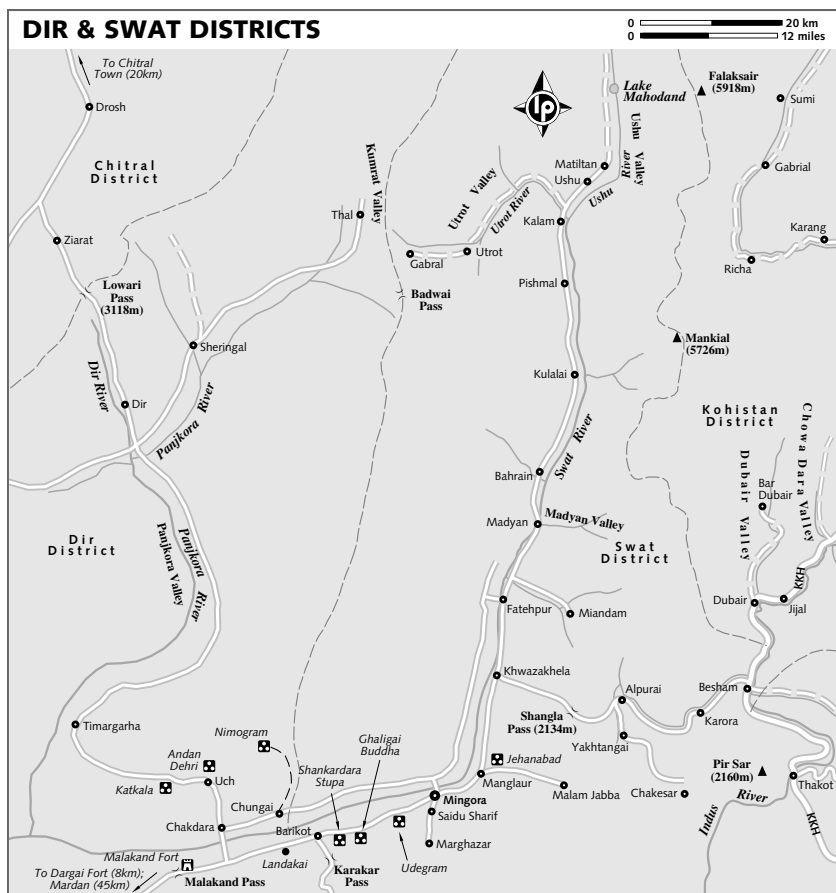 DIR & SWAT DISTRICTS
0 20 km
0 12 miles
To Chitral
Town (20km)
Drosh
Chitral
District
Ziarat
Lowari
Pass
(3118m)
Dir River
Dir
Sheringal
Panjkora River
Thal
Kumrat Valley
lp
Lake
Mahodand
Falaksair
(5918m)
Sumi
Ushu Valley
River
Ushu
Matiltan
Ushu
Utrot Valley
Utrot River
Gabrial
Kalam
Karang
Gabral
Utrot
Richa
Badwai
Pass
Pishmal
Mankial
(5726m)
Kulalai
Kohistan
District
Chowa Dara Valley
Dubair Valley
Bar
Dubair
Swat River
Bahrain
Madyan
Madyan Valley
Dir
District
Panjkora River
Panjkora Valley
Swat
District
KKH
Dubair
Jijal
Fatehpur
Miandam
Khwazakhela
Alpurai
Besham
Shangla
Pass (2134m)
Karora
Timargarha
Nimogram
Ghaligai
Buddha
Yakhtangai
Andan
Dehri
Shankardara
Stupa
Jehanabad
Pir Sar
(2160m)
Uch
Katkala
Manglaur
Malam Jabba
Chakesar
Thakot
Indus River
Chungai
Mingora
Saidu Sharif
Chakdara
Barikot
Marghazar
KKH
Malakand Fort
Landakai
Udegram
To Dargai Fort (8km);
Mardan (45km)
Malakand Pass
Karakar
Pass